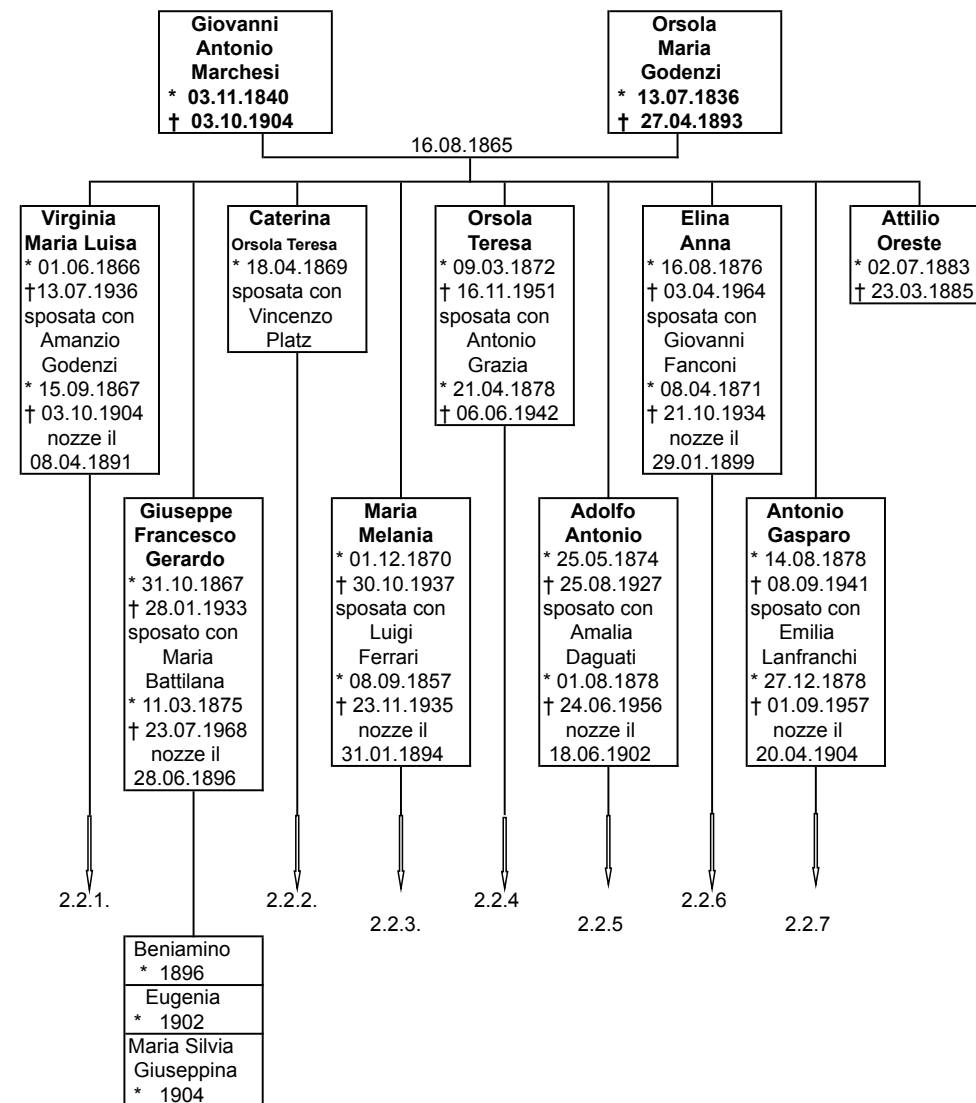 Giovanni
Antonio
Marchesi
* 03.11.1840
† 03.10.1904
Orsola
Maria
Godenzi
* 13.07.1836
† 27.04.1893
16.08.1865
Virginia
Maria Luisa
* 01.06.1866
†13.07.1936
sposata con
Amanzio
Godenzi
* 15.09.1867
† 03.10.1904
nozze il
08.04.1891
Caterina
Orsola Teresa
* 18.04.1869
sposata con
Vincenzo
Platz
Orsola
Teresa
* 09.03.1872
† 16.11.1951
sposata con
Antonio
Grazia
* 21.04.1878
† 06.06.1942
Elina
Anna
* 16.08.1876
† 03.04.1964
sposata con
Giovanni
Fanconi
* 08.04.1871
† 21.10.1934
nozze il
29.01.1899
Attilio
Oreste
* 02.07.1883
† 23.03.1885
Giuseppe
Francesco
Gerardo
* 31.10.1867
† 28.01.1933
sposato con
Maria
Battilana
* 11.03.1875
† 23.07.1968
nozze il
28.06.1896
Maria
Melania
* 01.12.1870
† 30.10.1937
sposata con
Luigi
Ferrari
* 08.09.1857
† 23.11.1935
nozze il
31.01.1894
Adolfo
Antonio
* 25.05.1874
† 25.08.1927
sposato con
Amalia
Daguati
* 01.08.1878
† 24.06.1956
nozze il
18.06.1902
Antonio
Gasparo
* 14.08.1878
† 08.09.1941
sposato con
Emilia
Lanfranchi
* 27.12.1878
† 01.09.1957
nozze il
20.04.1904
2.2.1.
2.2.2.
2.2.3.
2.2.4
2.2.5
2.2.6
2.2.7
Beniamino
* 1896
Eugenia
* 1902
Maria Silvia
Giuseppina
* 1904